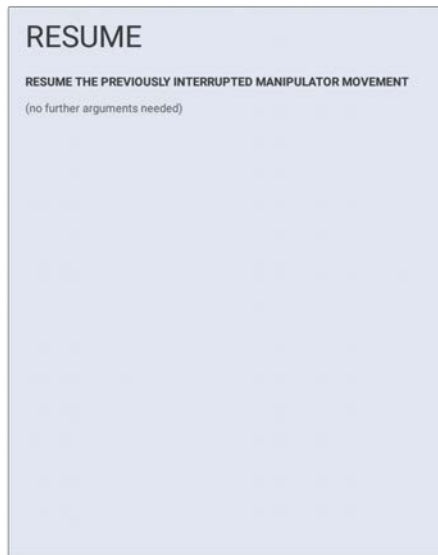 RESUME
RESUME THE PREVIOUSLY INTERRUPTED MANIPULATOR MOVEMENT
(no further arguments needed)